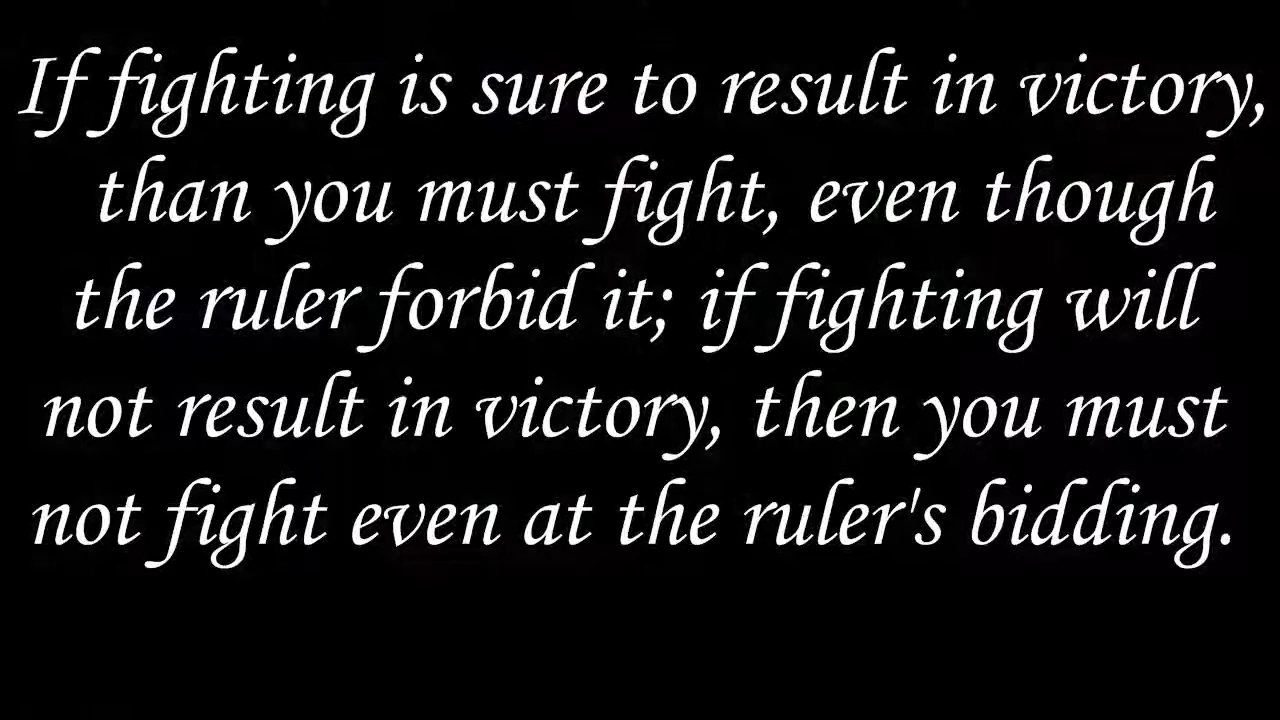 If fighting is sure to result in victory,
than you must fight, even though
the ruler forbid it; if fighting will
not result in victory, then you must
not fight even at the ruler's bidding.